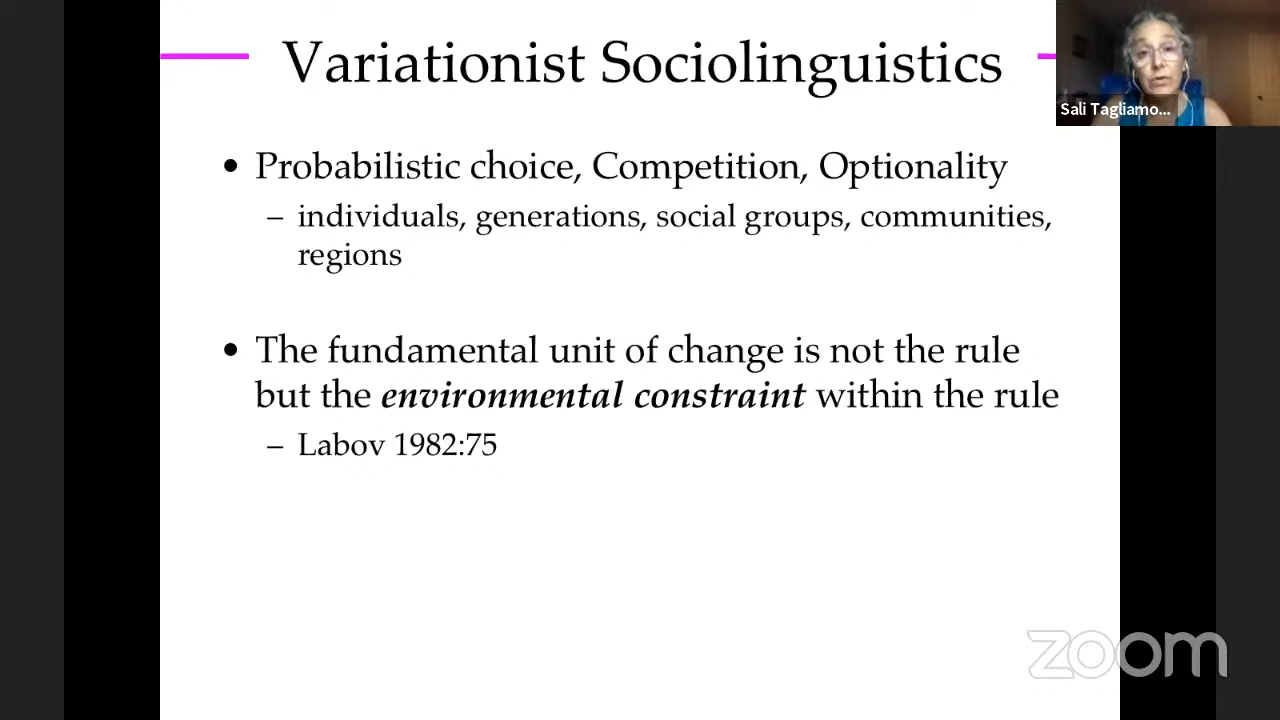 Variationist Sociolinguistics
Sali Tagliamo...
• Probabilistic choice, Competition, Optionality
– individuals, generations, social groups, communities,
regions
• The fundamental unit of change is not the rule
but the environmental constraint within the rule
– Labov 1982:75
zoom